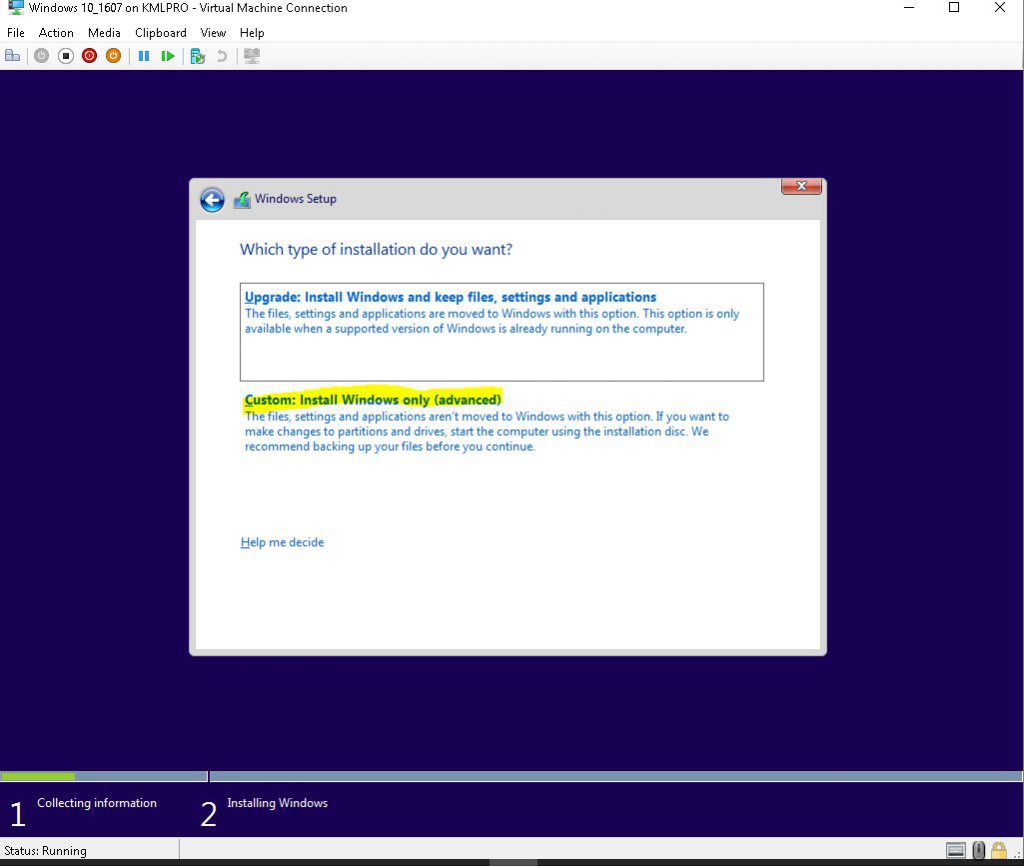 Windows 10_1607 on KMLPRO - Virtual Machine Connection
File Action Media Clipboard View Help
Windows Setup
Which type of installation do you want?
Upgrade: Install Windows and keep files, settings and applications
The files, settings and applications are moved to Windows with this option. This option is only
available when a supported version of Windows is already running on the computer.
Custom: Install Windows only (advanced)
The files, settings and applications aren't moved to Windows with this option. If you want to
make changes to partitions and drives, start the computer using the installation disc. We
recommend backing up your files before you continue.
Help me decide
1 Collecting information 2 Installing Windows
Status: Running